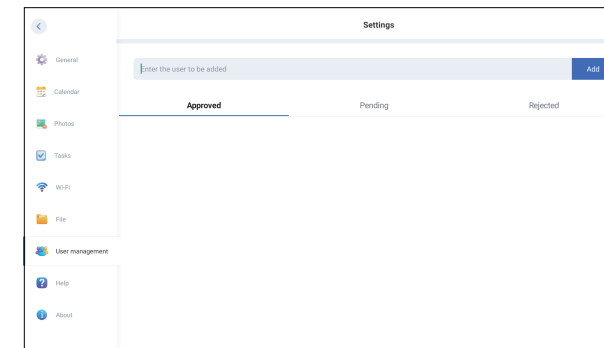 Settings
General
Enter the user to be added
Add
Calendar
Approved
Pending
Rejected
Photos
Tasks
Wi-Fi
File
User management
Help
About